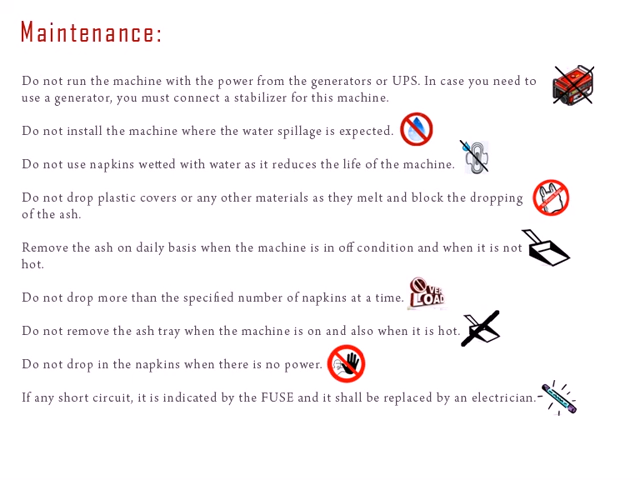 Maintenance:
Do not run the machine with the power from the generators or UPS. In case you need to
use a generator, you must connect a stabilizer for this machine.
Do not install the machine where the water spillage is expected.
Do not use napkins wetted with water as it reduces the life of the machine.
Do not drop plastic covers or any other materials as they melt and block the dropping
of the ash.
Remove the ash on daily basis when the machine is in off condition and when it is not
hot.
Do not drop more than the specified number of napkins at a time.
OVER
LOAD
Do not remove the ash tray when the machine is on and also when it is hot.
Do not drop in the napkins when there is no power.
If any short circuit, it is indicated by the FUSE and it shall be replaced by an electrician.